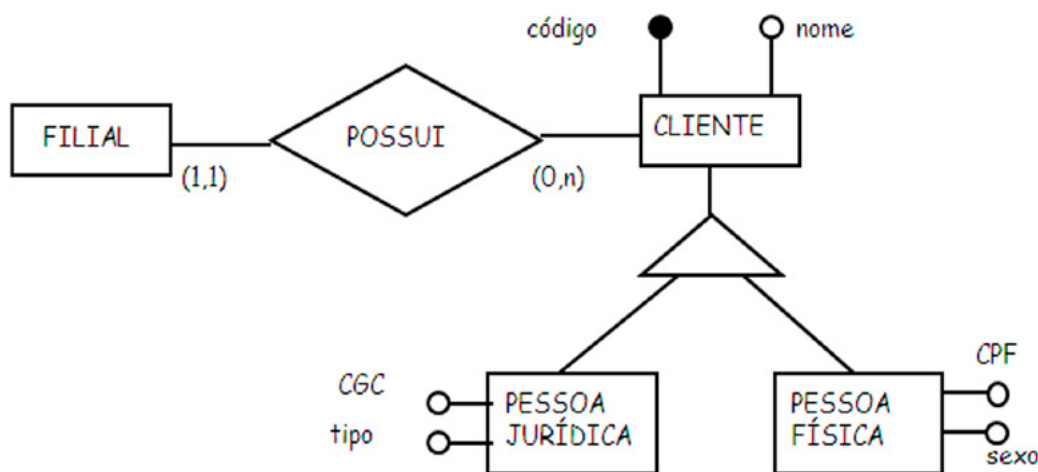 código
nome
FILIAL
POSSUI
CLIENTE
(1,1)
(0,n)
CGC
tipo
PESSOA
JURÍDICA
PESSOA
FÍSICA
CPF
sexo